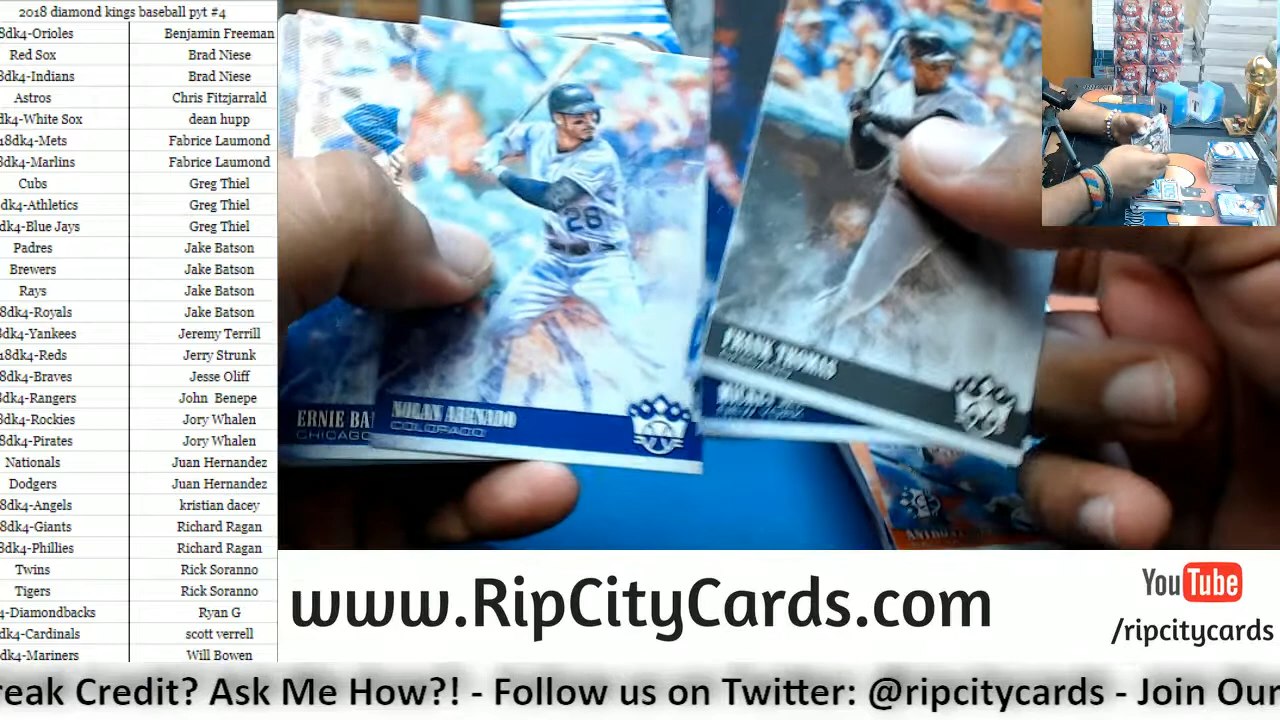 2018 diamond kings baseball pyt #4
8dk4-Orioles Benjamin Freeman
Red Sox Brad Niese
8dk4-Indians Brad Niese
Astros Chris Fitzjarrald
dk4-White Sox dean hupp
18dk4-Mets Fabrice Laumond
8dk4-Marlins Fabrice Laumond
Cubs Greg Thiel
dk4-Athletics Greg Thiel
dk4-Blue Jays Greg Thiel
Padres Jake Batson
Brewers Jake Batson
Rays Jake Batson
8dk4-Royals Jake Batson
8dk4-Yankees Jeremy Terrill
18dk4-Reds Jerry Strunk
8dk4-Braves Jesse Oliff
8dk4-Rangers John Benepe
8dk4-Rockies Jory Whalen
8dk4-Pirates Jory Whalen
Nationals Juan Hernandez
Dodgers Juan Hernandez
8dk4-Angels kristian dacey
8dk4-Giants Richard Ragan
8dk4-Phillies Richard Ragan
Twins Rick Soranno
Tigers Rick Soranno
4-Diamondbacks Ryan G
dk4-Cardinals scott verrell
dk4-Mariners Will Bowen
26
ERNIE BA
CHICAGO
NOLAN ARENADO
COLORADO
FRANK THOMAS
www.RipCityCards.com
YouTube
/ripcitycards
reak Credit? Ask Me How?! - Follow us on Twitter: @ripcitycards - Join Our